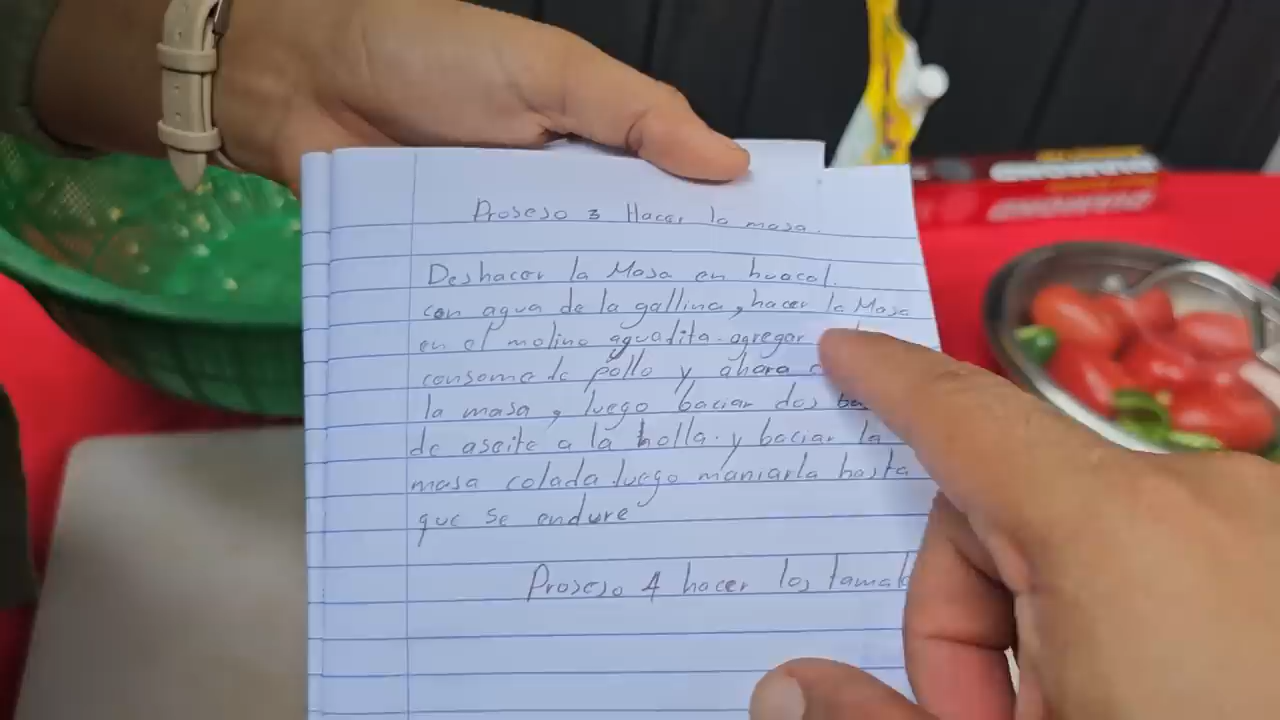 Proseso 3 Hacer la masa.
Deshacer la Masa en huacal.
con agua de la gallina, hacer la Masa
en el molino aguadita. agregar
consome de pollo y ahora
la masa, luego baciar dos
de aseite a la holla. y baciar la
masa colada luego maniarla hasta
que se endure
Proseso 4 hacer los